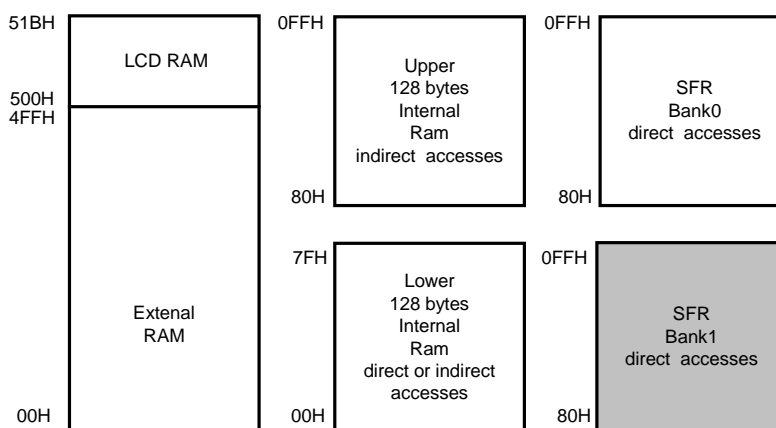 51BH
LCD RAM
500H
4FFH
Extenal
RAM
00H
0FFH
Upper
128 bytes
Internal
Ram
indirect accesses
80H
7FH
Lower
128 bytes
Internal
Ram
direct or indirect
accesses
00H
0FFH
SFR
Bank0
direct accesses
80H
0FFH
SFR
Bank1
direct accesses
80H